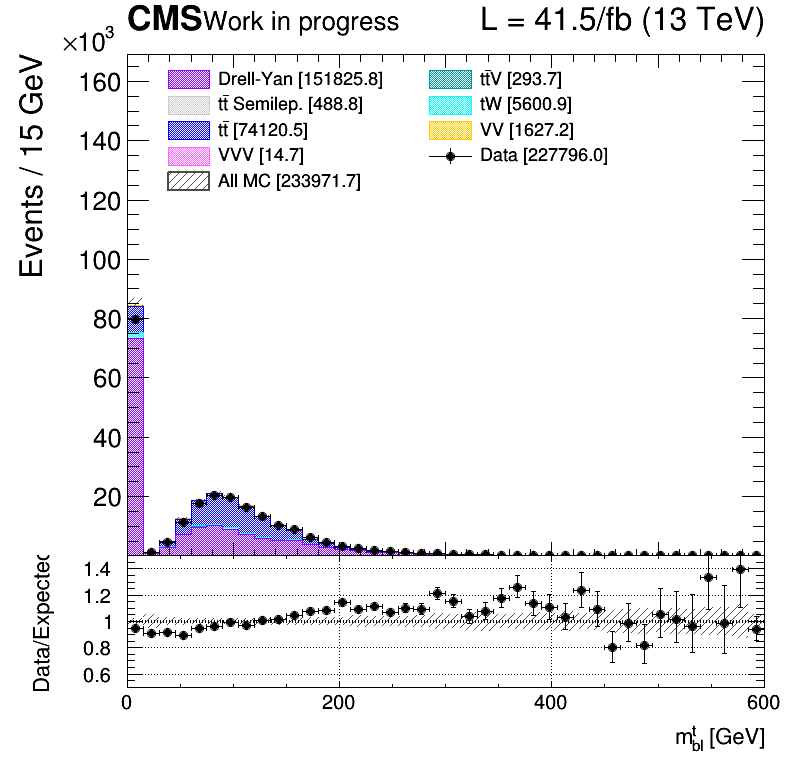 CMS Work in progress L = 41.5/fb (13 TeV)
×10³
Events / 15 GeV
160
140
120
100
80
60
40
20
Drell-Yan [151825.8]
tt̄ Semilep. [488.8]
tt̄ [74120.5]
VVV [14.7]
All MC [233971.7]
tt̄V [293.7]
tW [5600.9]
VV [1627.2]
Data [227796.0]
Data/Expected
1.4
1.2
1
0.8
0.6
0 200 400 600
m^t_bl [GeV]